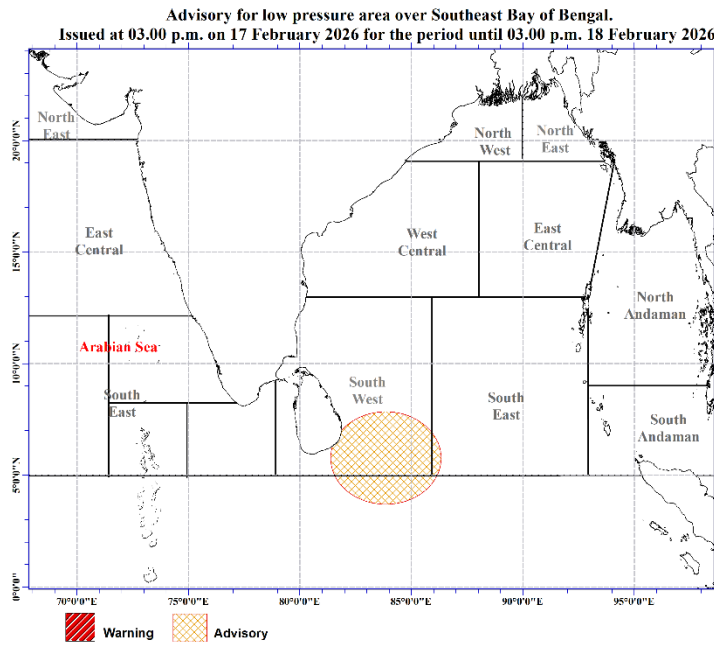 Advisory for low pressure area over Southeast Bay of Bengal.
Issued at 03.00 p.m. on 17 February 2026 for the period until 03.00 p.m. 18 February 2026
North
East
North
West
North
East
20°0'0"N
East
Central
West
Central
East
Central
15°0'0"N
North
Andaman
Arabian Sea
10°0'0"N
South
East
South
West
South
East
South
Andaman
5°0'0"N
0°0'0"
70°0'0"E
75°0'0"E
80°0'0"E
85°0'0"E
90°0'0"E
95°0'0"E
Warning
Advisory